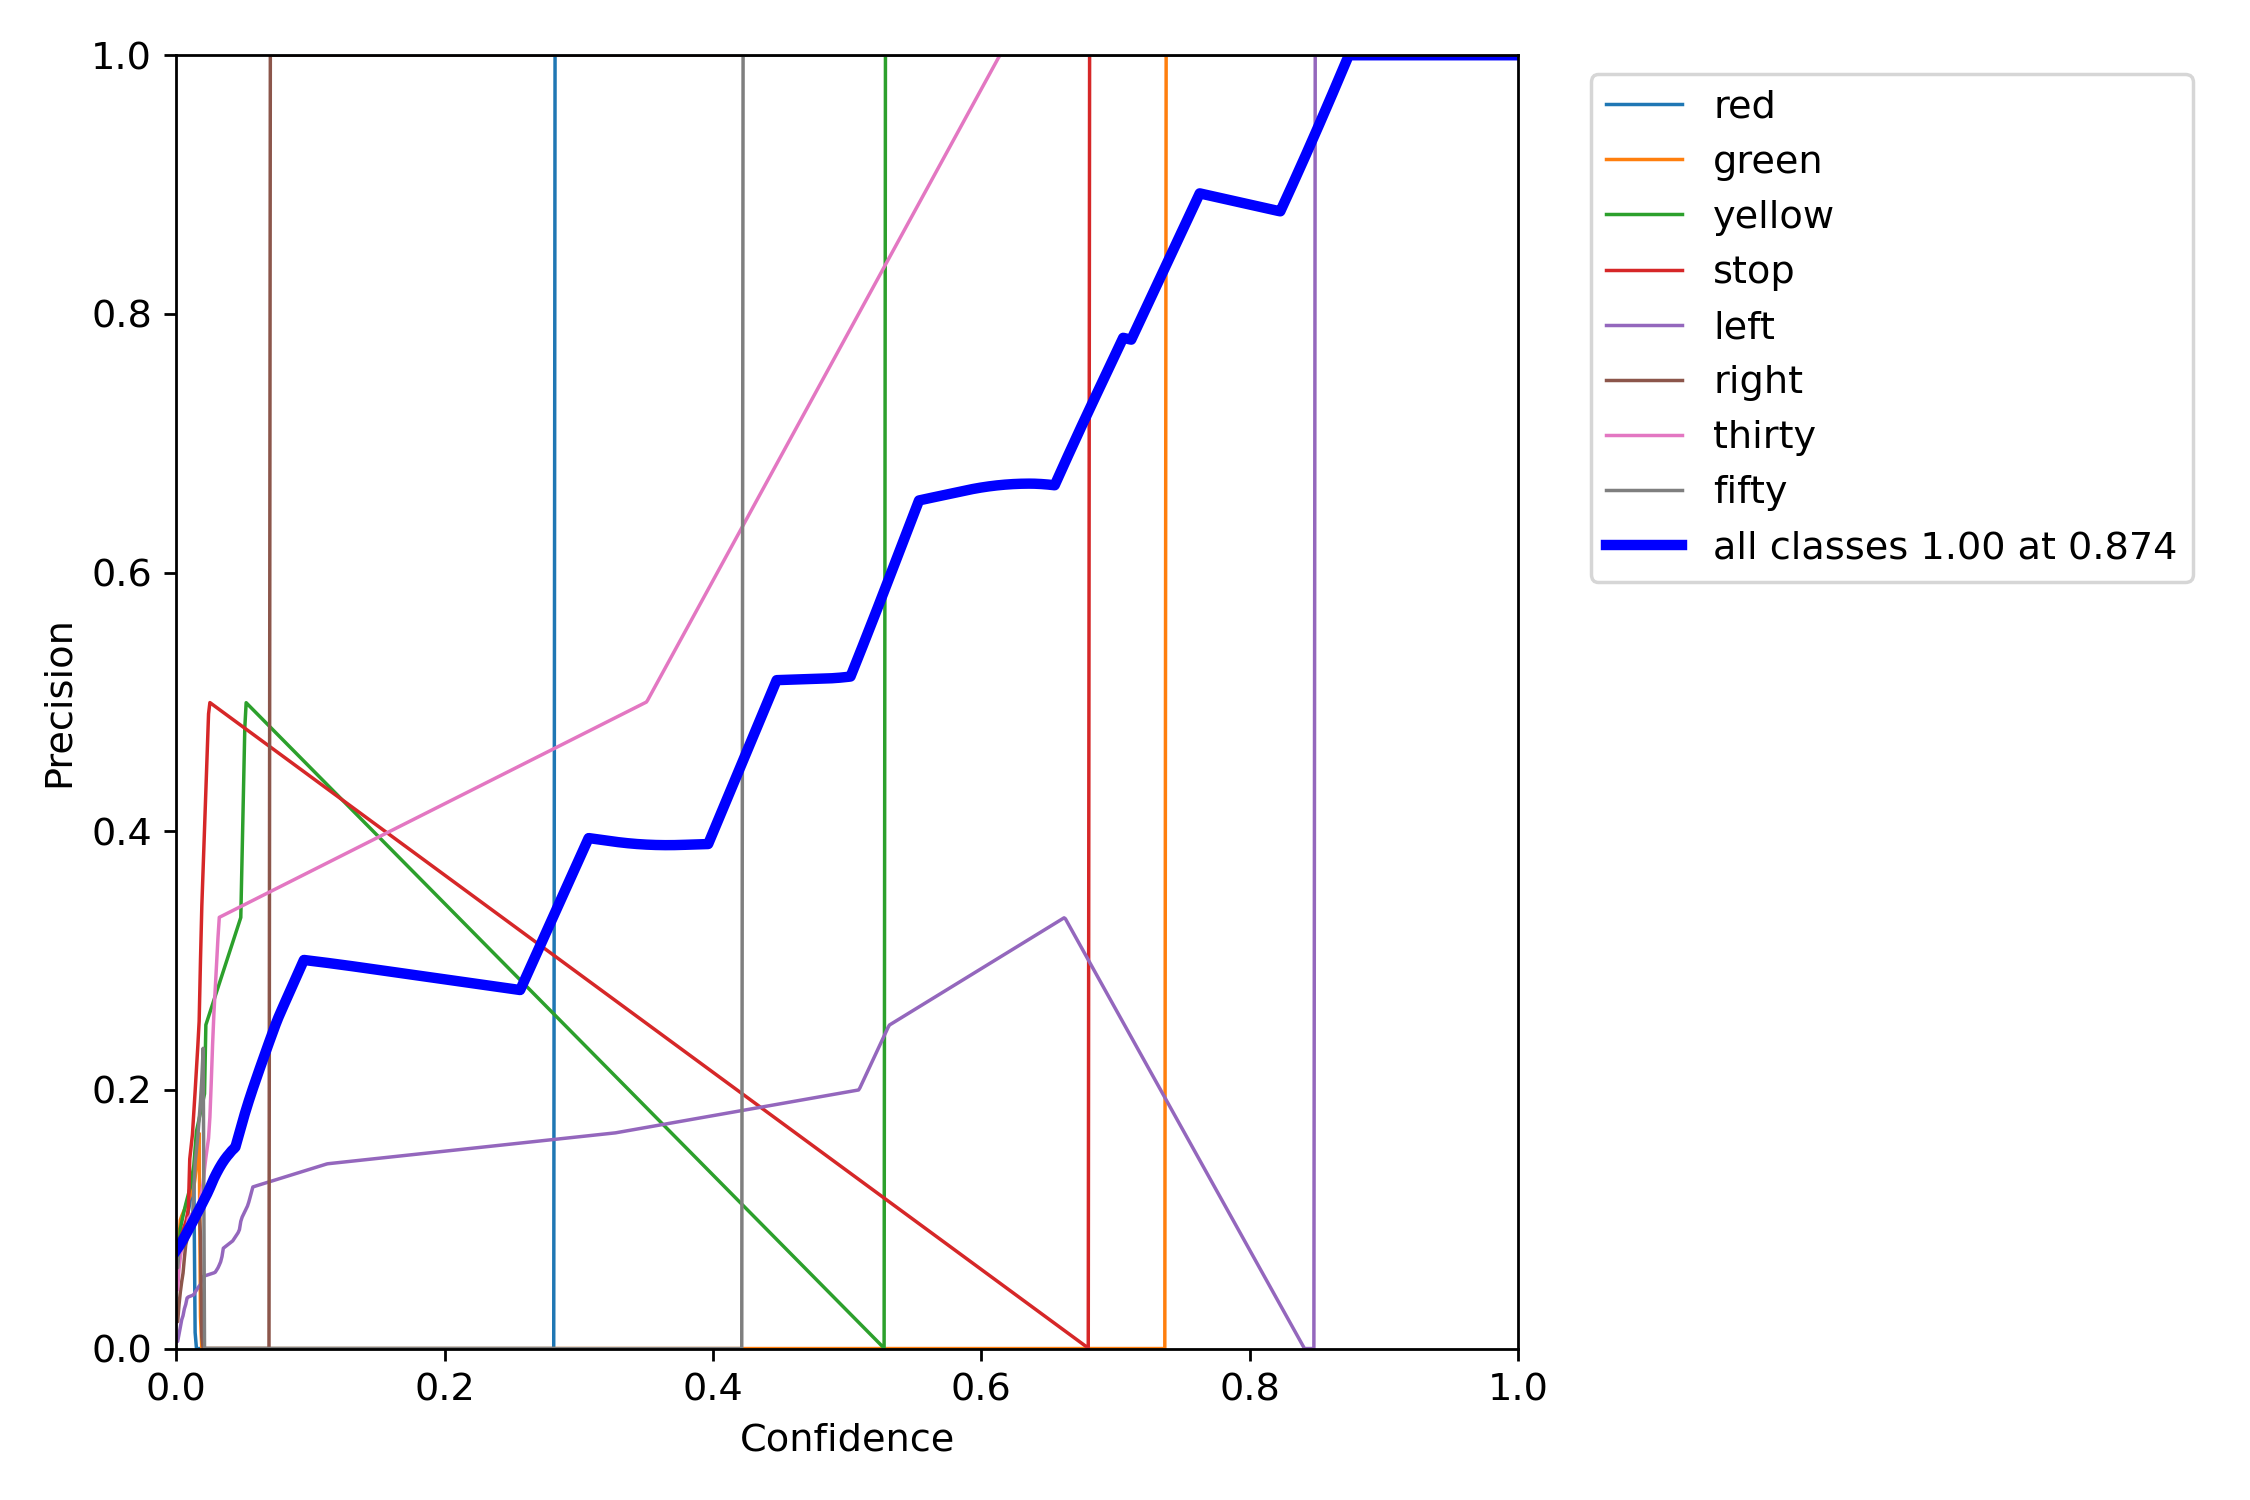 1.0
0.8
0.6
0.4
0.2
0.0
Precision
0.0 0.2 0.4 0.6 0.8 1.0
Confidence
red
green
yellow
stop
left
right
thirty
fifty
all classes 1.00 at 0.874